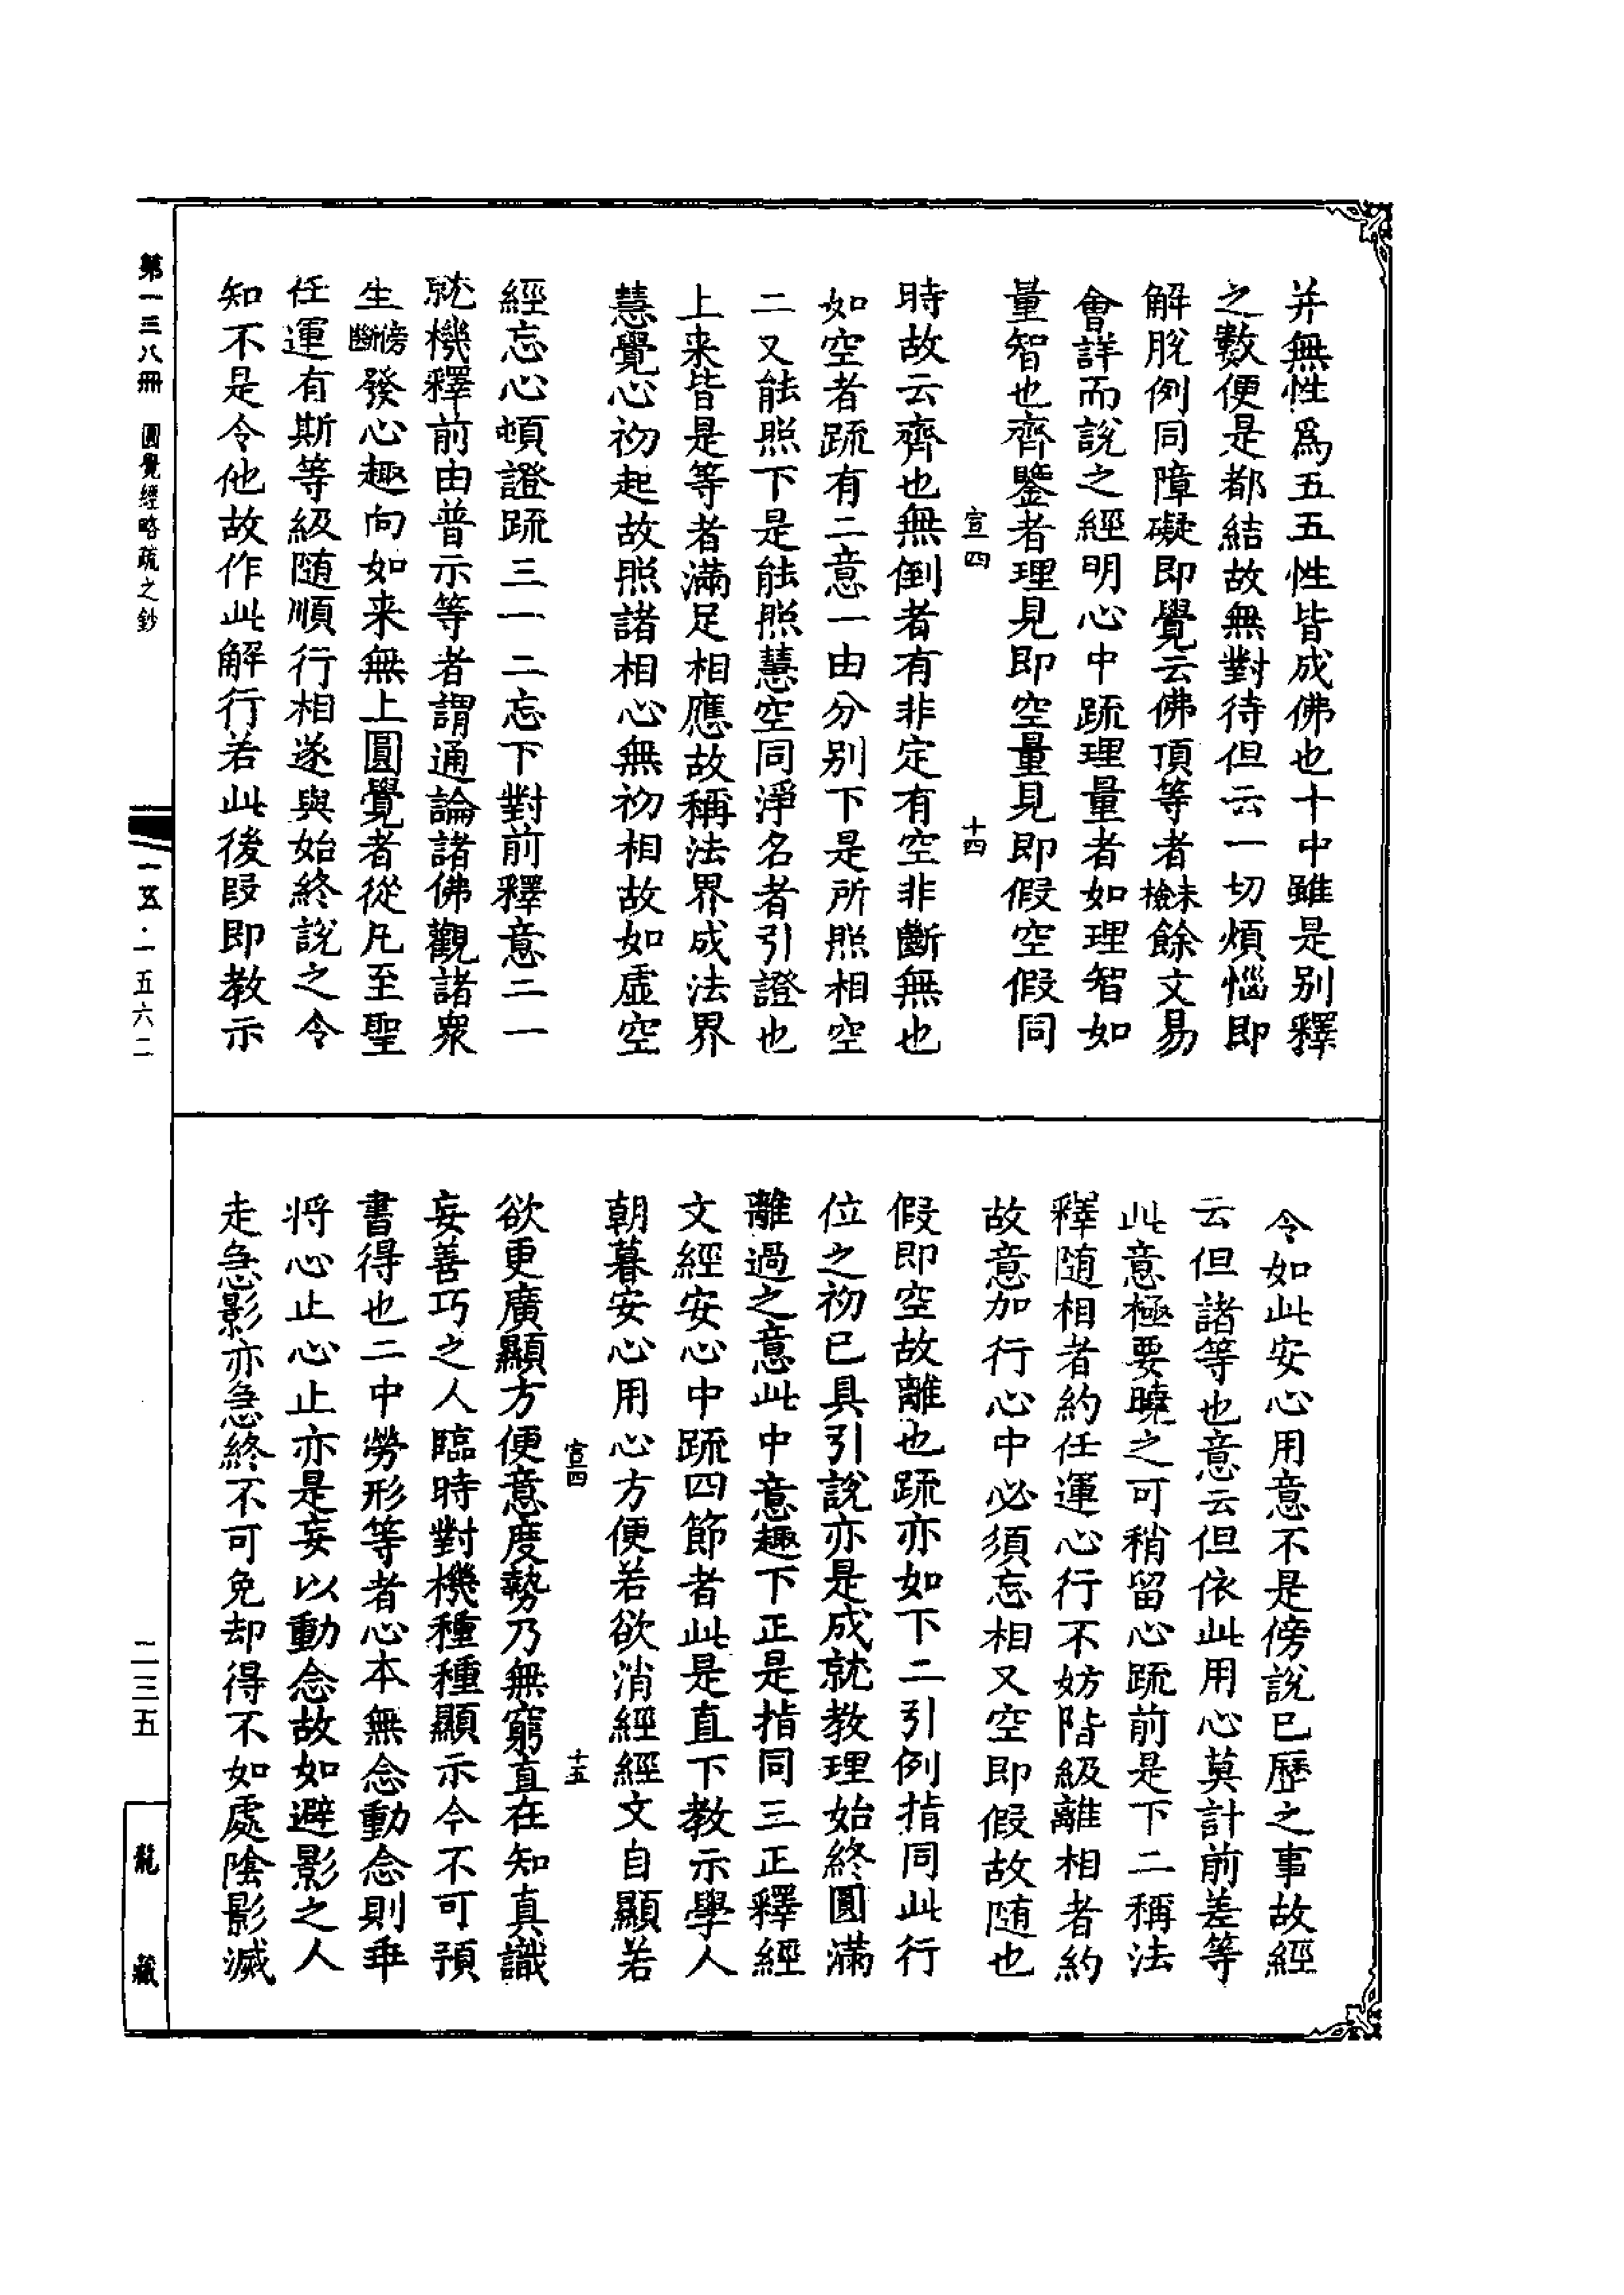 并無性爲五五性皆成佛也十中雖是别釋
之數便是都結故無對待但云一切煩惱即
解脫例同障礙即覺云佛頂等者未檢餘文易
會詳而說之經明心中䟽理量者如理智如
量智也齊鑒者理見即空量見即假空假同
宣四 十四
時故云齊也無倒者有非定有空非斷無也
如空者䟽有二意一由分别下是所照相空
二又能照下是能照慧空同淨名者引證也
上来皆是等者滿足相應故稱法界成法界
慧覺心初起故照諸相心無初相故如虛空
經忘心頓證䟽三一二忘下對前釋意二一
就機釋前由普示等者謂通論諸佛觀諸衆
生傍斷發心趣向如来無上圓覺者從凡至聖
任運有斯等級隨順行相遂與始終說之令
知不是令他故作此解行若此後段即教示
令如此安心用意不是傍說已歷之事故經
云但諸等也意云但依此用心莫計前差等
此意極要曉之可稍留心䟽前是下二稱法
釋隨相者約任運心行不妨階級離相者約
故意加行心中必須忘相又空即假故隨也
假即空故離也䟽亦如下二引例指同此行
位之初已具引說亦是成就教理始終圓滿
離過之意此中意趣下正是指同三正釋經
文經安心中䟽四節者此是直下教示學人
朝暮安心用心方便若欲消經經文自顯若
宣四 十五
欲更廣顯方便意度勢乃無窮直在知真識
妄善巧之人臨時對機種種顯示今不可預
書得也二中勞形等者心本無念動念則乖
将心止心止亦是妄以動念故如避影之人
走急影亦急終不可免却得不如處陰影滅
第一三八冊 圓覺經略疏之鈔
一五·一五六二
二三五
龍藏